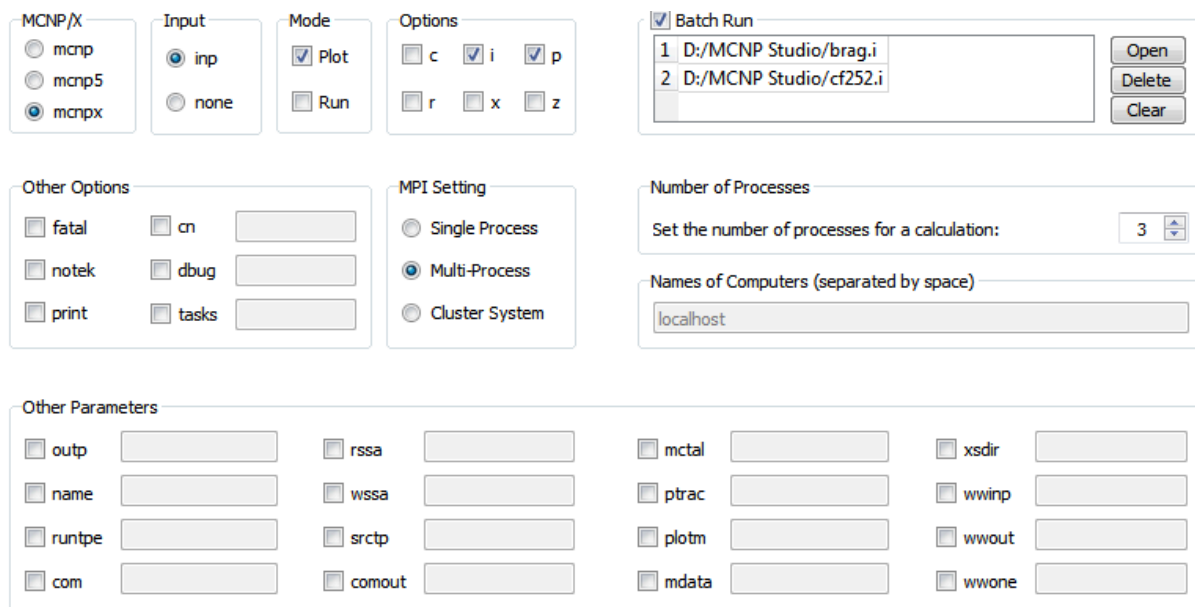 MCNP/X
mcnp
mcnp5
mcnpx
Input
inp
none
Mode
Plot
Run
Options
c i p
r x z
Batch Run
1 D:/MCNP Studio/brag.i
2 D:/MCNP Studio/cf252.i
Open
Delete
Clear
Other Options
fatal cn
notek dbug
print tasks
MPI Setting
Single Process
Multi-Process
Cluster System
Number of Processes
Set the number of processes for a calculation: 3
Names of Computers (separated by space)
localhost
Other Parameters
outp rssa mctal xsdir
name wssa ptrac wwinp
runtpe srctp plotm wwout
com comout mdata wwone